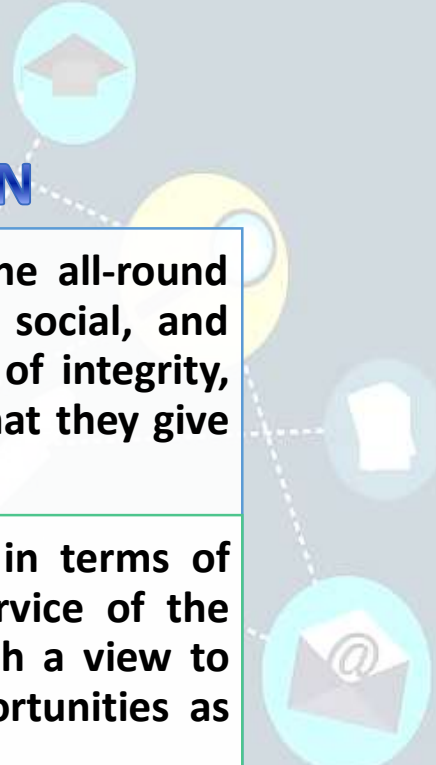 N
he all-round
social, and
of integrity,
hat they give
in terms of
rvice of the
h a view to
ortunities as
@